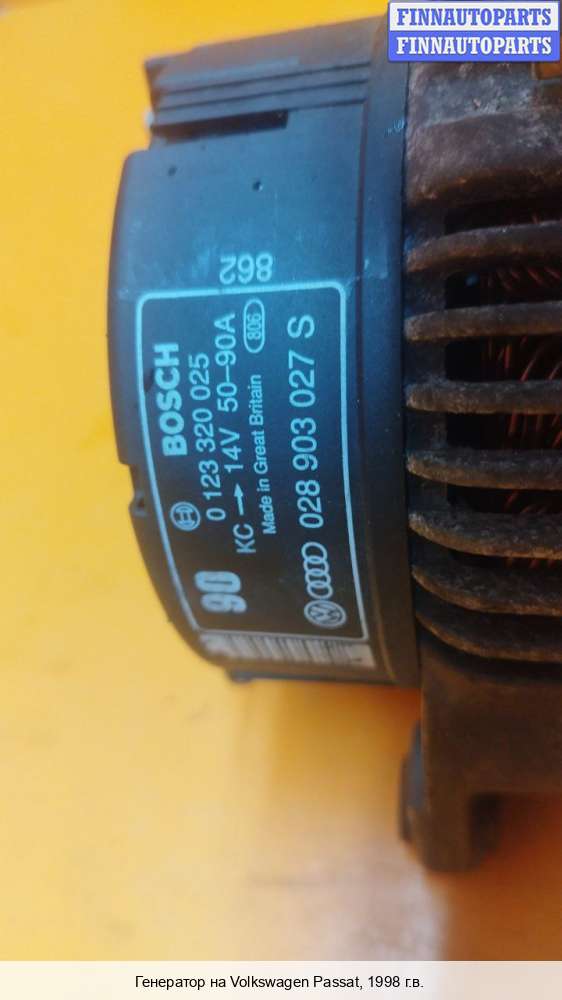 FINNAUTOPARTS
FINNAUTOPARTS
BOSCH
0 123 320 025
KC → 14V 50-90A
Made in Great Britain 806
028 903 027 S
90
298
Генератор на Volkswagen Passat, 1998 г.в.